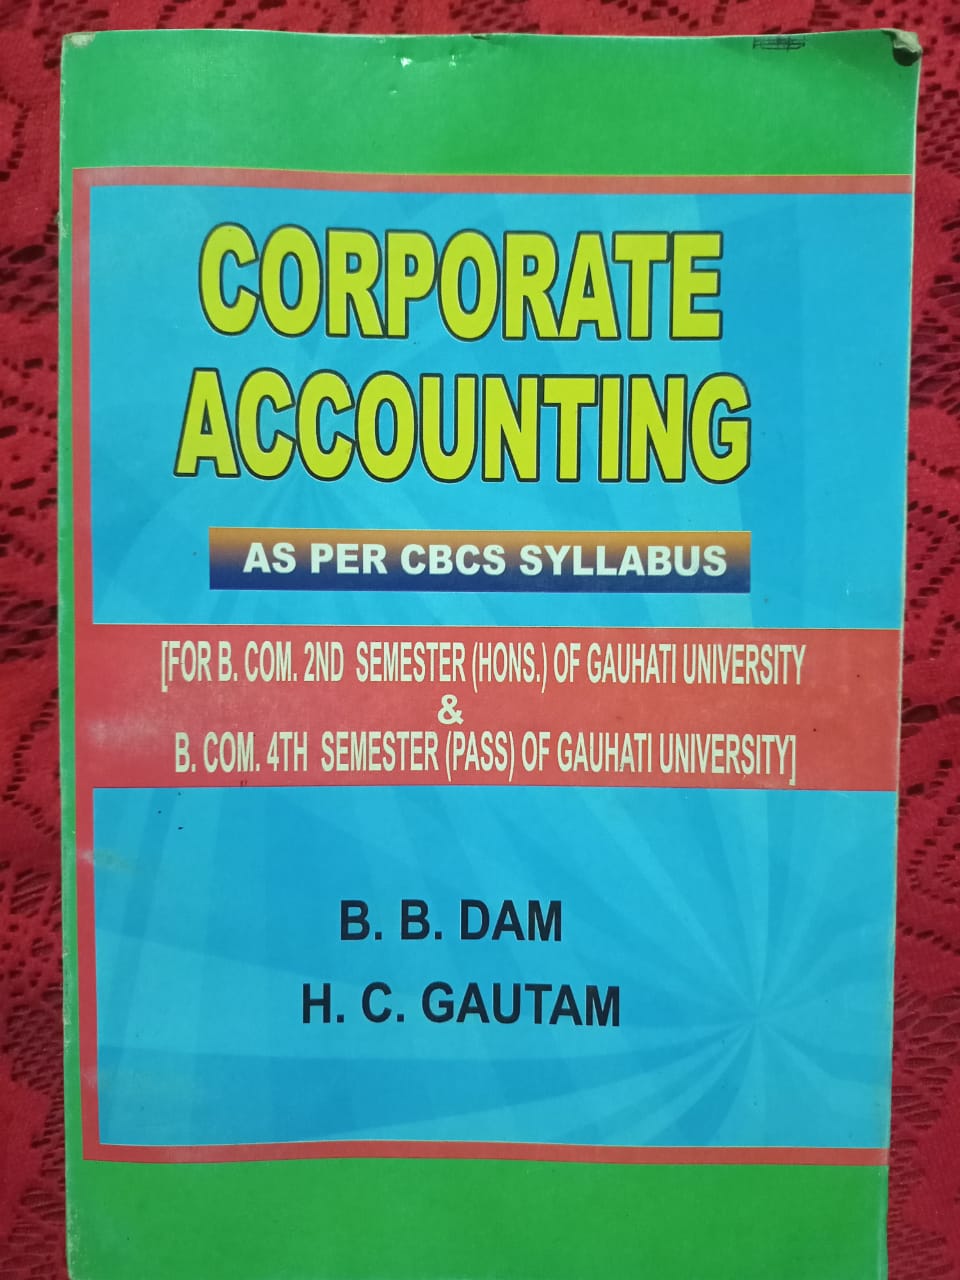 CORPORATE
ACCOUNTING
AS PER CBCS SYLLABUS
[FOR B. COM. 2ND SEMESTER (HONS.) OF GAUHATI UNIVERSITY
&
B. COM. 4TH SEMESTER (PASS) OF GAUHATI UNIVERSITY]
B. B. DAM
H. C. GAUTAM